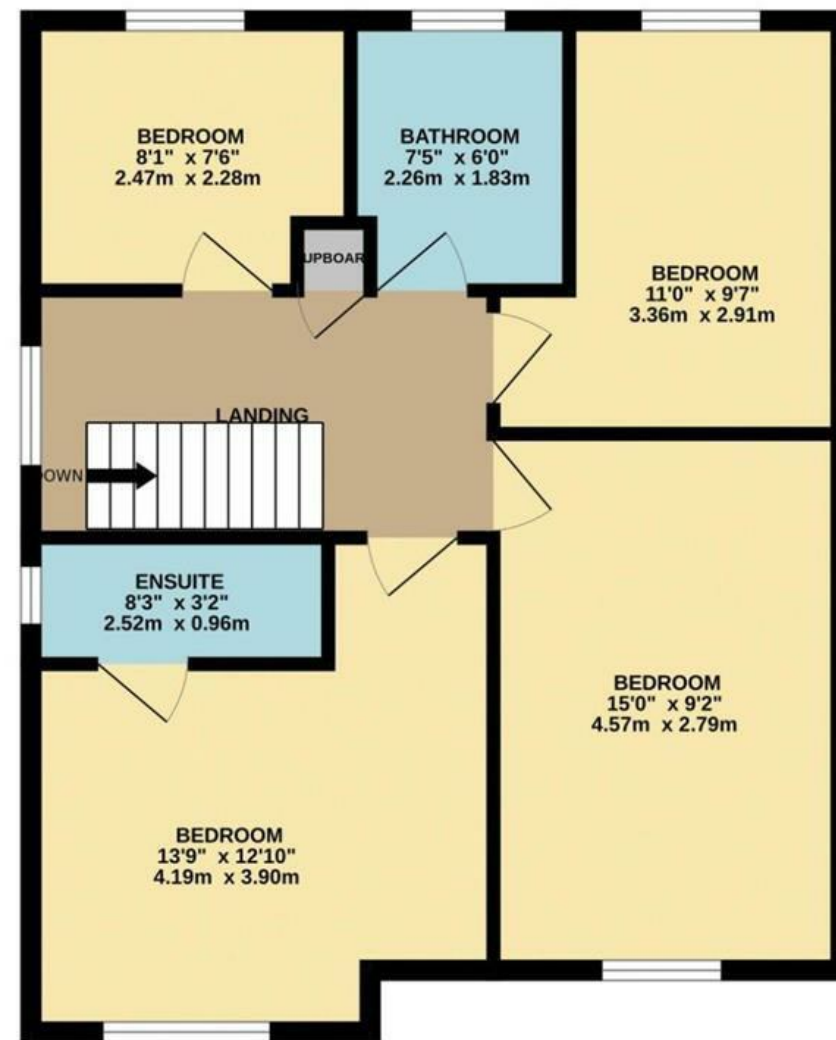 BEDROOM
8'1" x 7'6"
2.47m x 2.28m
BATHROOM
7'5" x 6'0"
2.26m x 1.83m
UPBOAR
BEDROOM
11'0" x 9'7"
3.36m x 2.91m
LANDING
OWN
ENSUITE
8'3" x 3'2"
2.52m x 0.96m
BEDROOM
15'0" x 9'2"
4.57m x 2.79m
BEDROOM
13'9" x 12'10"
4.19m x 3.90m